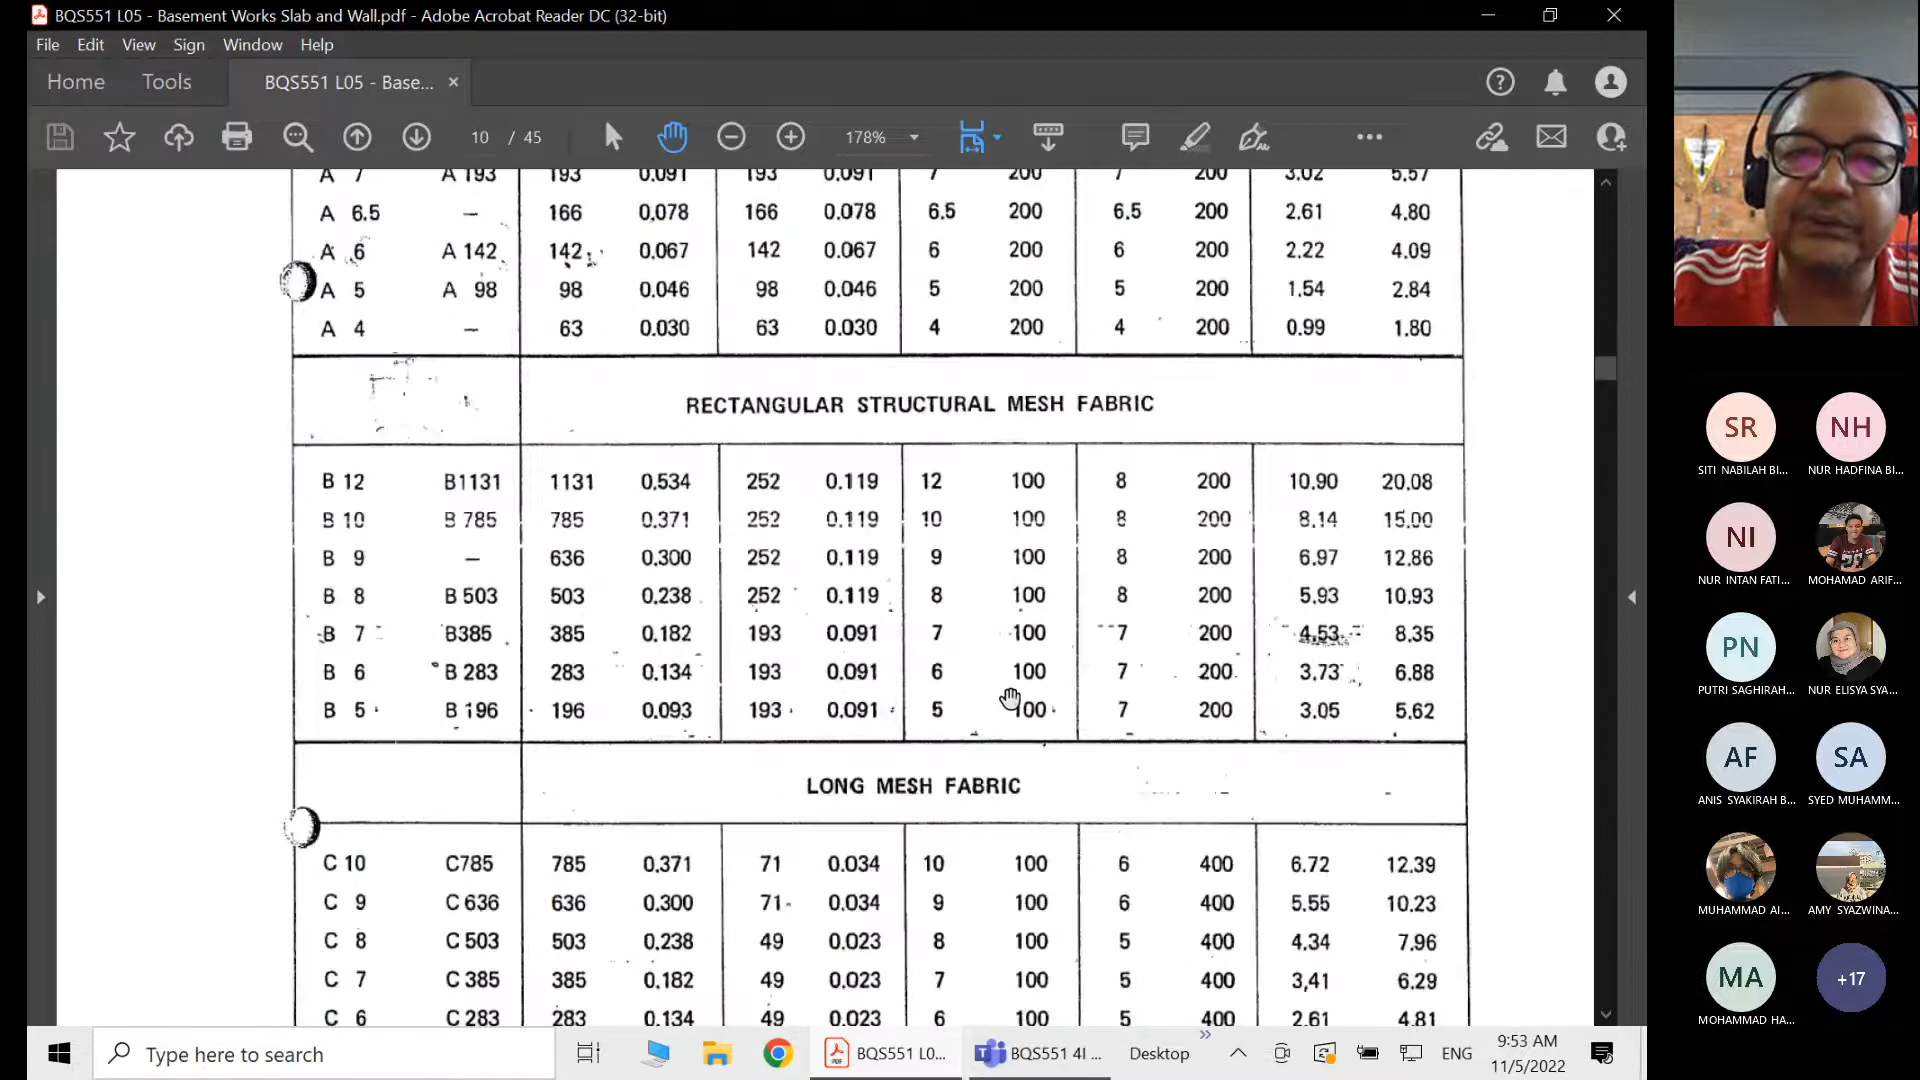 BQS551 L05 - Basement Works Slab and Wall.pdf - Adobe Acrobat Reader DC (32-bit)
File Edit View Sign Window Help
Home Tools BQS551 L05 - Base...
10 / 45 178%
A 7 A 193 193 0.091 193 0.091 7 200 7 200 3.02 5.57
A 6.5 – 166 0.078 166 0.078 6.5 200 6.5 200 2.61 4.80
A 6 A 142 142 0.067 142 0.067 6 200 6 200 2.22 4.09
A 5 A 98 98 0.046 98 0.046 5 200 5 200 1.54 2.84
A 4 – 63 0.030 63 0.030 4 200 4 200 0.99 1.80
RECTANGULAR STRUCTURAL MESH FABRIC
B 12 B1131 1131 0.534 252 0.119 12 100 8 200 10.90 20.08
B 10 B 785 785 0.371 252 0.119 10 100 8 200 8.14 15.00
B 9 – 636 0.300 252 0.119 9 100 8 200 6.97 12.86
B 8 B 503 503 0.238 252 0.119 8 100 8 200 5.93 10.93
B 7 B385 385 0.182 193 0.091 7 100 7 200 4.53 8.35
B 6 B 283 283 0.134 193 0.091 6 100 7 200 3.73 6.88
B 5 B 196 196 0.093 193 0.091 5 100 7 200 3.05 5.62
LONG MESH FABRIC
C 10 C785 785 0.371 71 0.034 10 100 6 400 6.72 12.39
C 9 C 636 636 0.300 71 0.034 9 100 6 400 5.55 10.23
C 8 C 503 503 0.238 49 0.023 8 100 5 400 4.34 7.96
C 7 C 385 385 0.182 49 0.023 7 100 5 400 3,41 6.29
C 6 C 283 283 0.134 49 0.023 6 100 5 400 2.61 4.81
SR NH
SITI NABILAH BI... NUR HADFINA BI...
NI
NUR INTAN FATI... MOHAMAD ARIF...
PN
PUTRI SAGHIRAH... NUR ELISYA SYA...
AF SA
ANIS SYAKIRAH B... SYED MUHAMM...
MUHAMMAD AI... AMY SYAZWINA...
MA +17
MOHAMMAD HA...
Type here to search BQS551 L0... BQS551 4I ... Desktop ENG 9:53 AM
11/5/2022